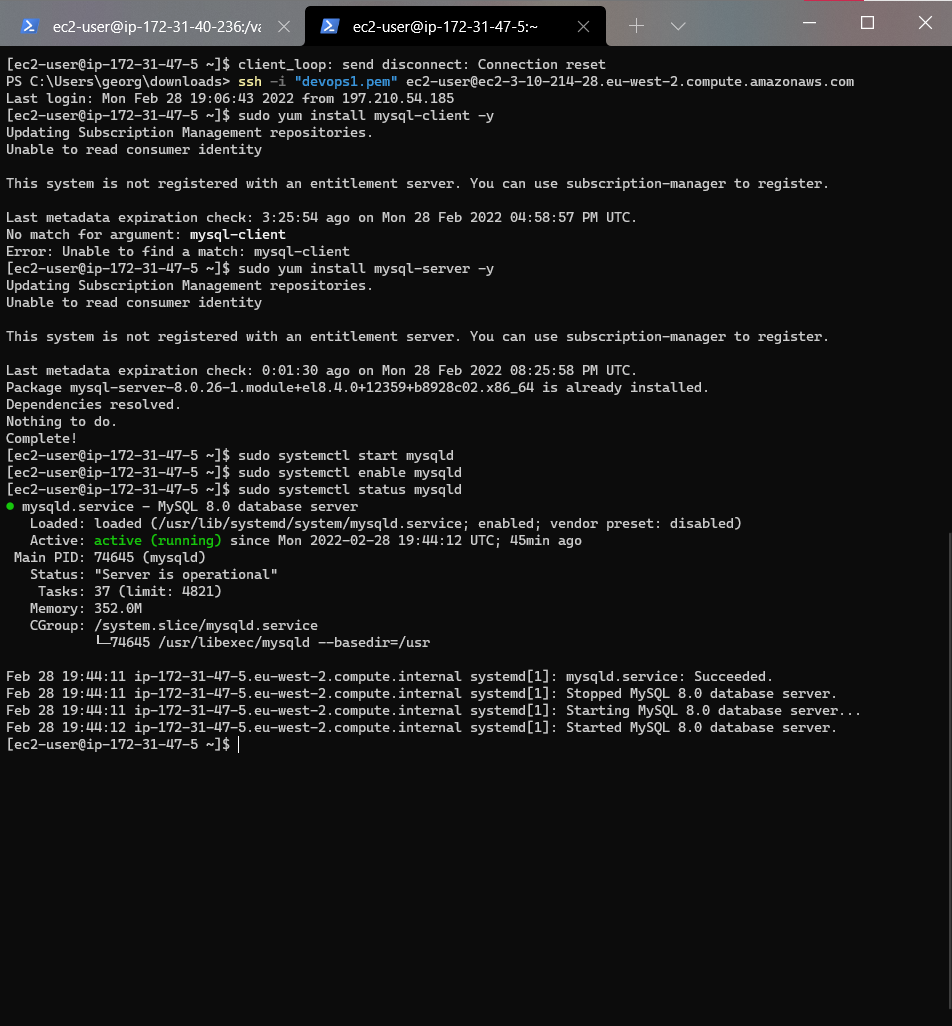 ec2-user@ip-172-31-40-236:/va
ec2-user@ip-172-31-47-5:~
[ec2-user@ip-172-31-47-5 ~]$ client_loop: send disconnect: Connection reset
PS C:\Users\georg\downloads> ssh -i "devops1.pem" ec2-user@ec2-3-10-214-28.eu-west-2.compute.amazonaws.com
Last login: Mon Feb 28 19:06:43 2022 from 197.210.54.185
[ec2-user@ip-172-31-47-5 ~]$ sudo yum install mysql-client -y
Updating Subscription Management repositories.
Unable to read consumer identity

This system is not registered with an entitlement server. You can use subscription-manager to register.

Last metadata expiration check: 3:25:54 ago on Mon 28 Feb 2022 04:58:57 PM UTC.
No match for argument: mysql-client
Error: Unable to find a match: mysql-client
[ec2-user@ip-172-31-47-5 ~]$ sudo yum install mysql-server -y
Updating Subscription Management repositories.
Unable to read consumer identity

This system is not registered with an entitlement server. You can use subscription-manager to register.

Last metadata expiration check: 0:01:30 ago on Mon 28 Feb 2022 08:25:58 PM UTC.
Package mysql-server-8.0.26-1.module+el8.4.0+12359+b8928c02.x86_64 is already installed.
Dependencies resolved.
Nothing to do.
Complete!
[ec2-user@ip-172-31-47-5 ~]$ sudo systemctl start mysqld
[ec2-user@ip-172-31-47-5 ~]$ sudo systemctl enable mysqld
[ec2-user@ip-172-31-47-5 ~]$ sudo systemctl status mysqld
● mysqld.service - MySQL 8.0 database server
   Loaded: loaded (/usr/lib/systemd/system/mysqld.service; enabled; vendor preset: disabled)
   Active: active (running) since Mon 2022-02-28 19:44:12 UTC; 45min ago
 Main PID: 74645 (mysqld)
   Status: "Server is operational"
    Tasks: 37 (limit: 4821)
   Memory: 352.0M
   CGroup: /system.slice/mysqld.service
           └─74645 /usr/libexec/mysqld --basedir=/usr

Feb 28 19:44:11 ip-172-31-47-5.eu-west-2.compute.internal systemd[1]: mysqld.service: Succeeded.
Feb 28 19:44:11 ip-172-31-47-5.eu-west-2.compute.internal systemd[1]: Stopped MySQL 8.0 database server.
Feb 28 19:44:11 ip-172-31-47-5.eu-west-2.compute.internal systemd[1]: Starting MySQL 8.0 database server...
Feb 28 19:44:12 ip-172-31-47-5.eu-west-2.compute.internal systemd[1]: Started MySQL 8.0 database server.
[ec2-user@ip-172-31-47-5 ~]$